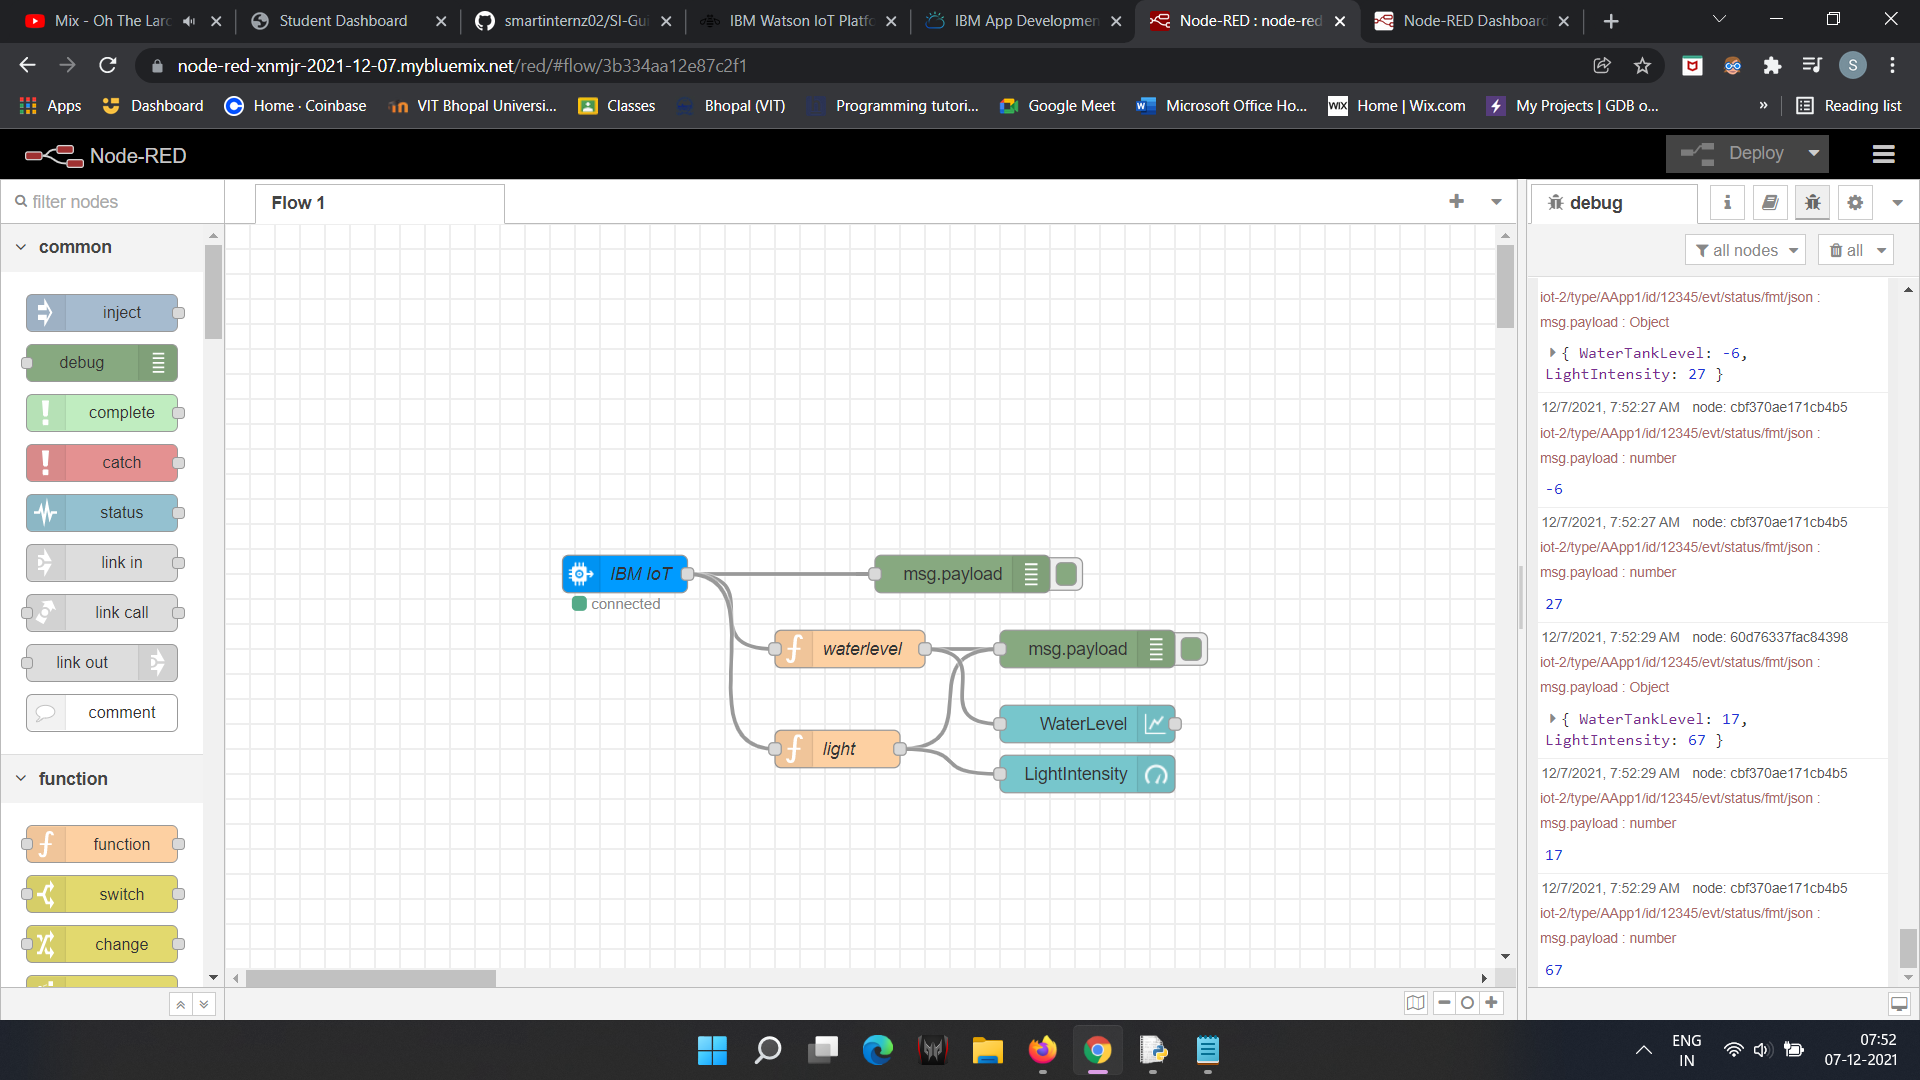 Mix - Oh The Larc
Student Dashboard
smartinternz02/SI-Gui
IBM Watson IoT Platfo
IBM App Developmen
Node-RED : node-red
Node-RED Dashboard
node-red-xnmjr-2021-12-07.mybluemix.net/red/#flow/3b334aa12e87c2f1
S
Apps
Dashboard
Home · Coinbase
VIT Bhopal Universi...
Classes
Bhopal (VIT)
Programming tutori...
Google Meet
Microsoft Office Ho...
WIX Home | Wix.com
My Projects | GDB o...
»
Reading list
Node-RED
Deploy
filter nodes
common
inject
debug
complete
catch
status
link in
link call
link out
comment
function
function
switch
change
Flow 1
IBM IoT
connected
msg.payload
waterlevel
msg.payload
WaterLevel
light
LightIntensity
debug
all nodes
all
iot-2/type/AApp1/id/12345/evt/status/fmt/json :
msg.payload : Object
{ WaterTankLevel: -6,
LightIntensity: 27 }
12/7/2021, 7:52:27 AM node: cbf370ae171cb4b5
iot-2/type/AApp1/id/12345/evt/status/fmt/json :
msg.payload : number
-6
12/7/2021, 7:52:27 AM node: cbf370ae171cb4b5
iot-2/type/AApp1/id/12345/evt/status/fmt/json :
msg.payload : number
27
12/7/2021, 7:52:29 AM node: 60d76337fac84398
iot-2/type/AApp1/id/12345/evt/status/fmt/json :
msg.payload : Object
{ WaterTankLevel: 17,
LightIntensity: 67 }
12/7/2021, 7:52:29 AM node: cbf370ae171cb4b5
iot-2/type/AApp1/id/12345/evt/status/fmt/json :
msg.payload : number
17
12/7/2021, 7:52:29 AM node: cbf370ae171cb4b5
iot-2/type/AApp1/id/12345/evt/status/fmt/json :
msg.payload : number
67
ENG
IN
07:52
07-12-2021